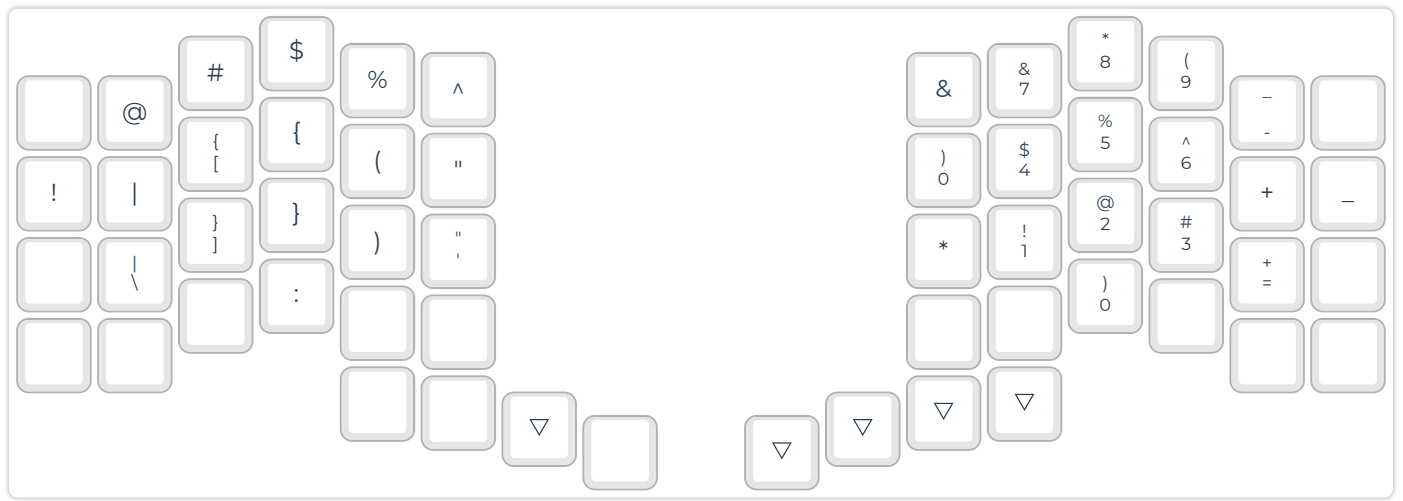 @ # $ % ^
! | { { ( "
[
| } } ) "
\ ] '
:
& & * ( _
7 8 9 -
) $ % ^ + _
0 4 5 6
* ! @ # +
1 2 3 =
)
0
▽ ▽ ▽ ▽ ▽